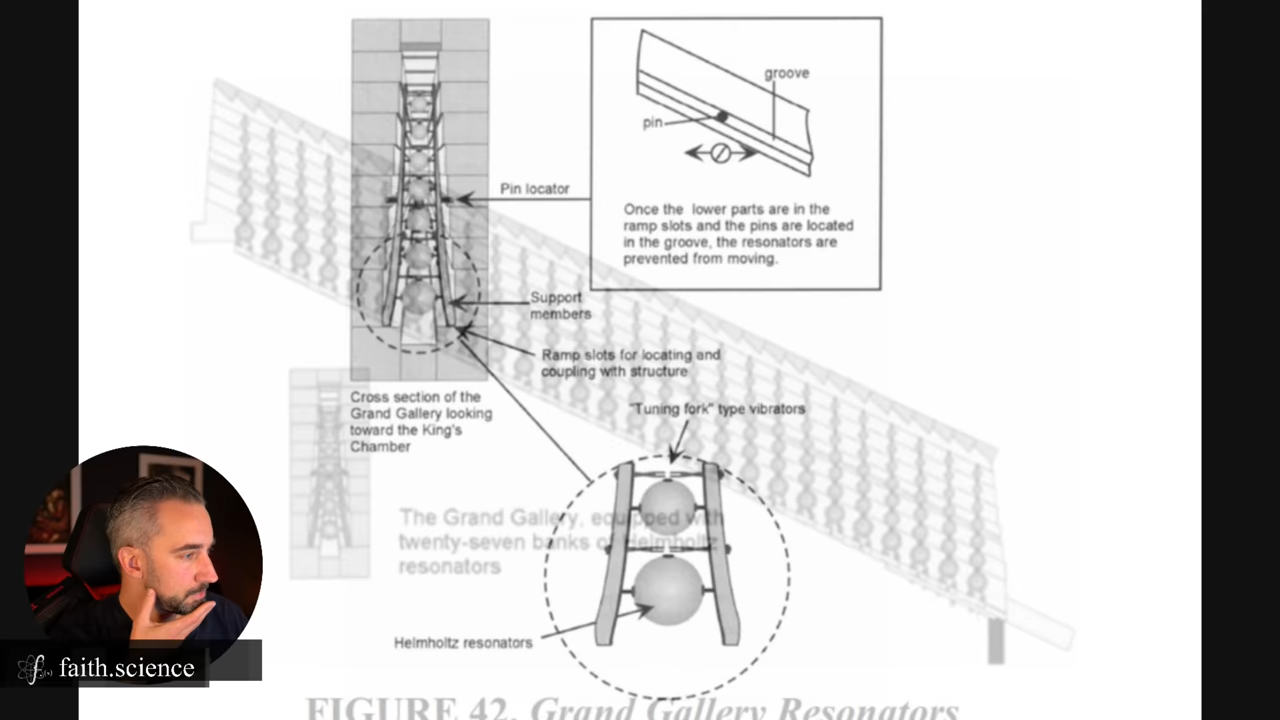 groove
pin
Pin locator
Once the lower parts are in the
ramp slots and the pins are located
in the groove, the resonators are
prevented from moving.
Support
members
Ramp slots for locating and
coupling with structure
Cross section of the
Grand Gallery looking
toward the King's
Chamber
"Tuning fork" type vibrators
The Grand Gallery, equipped with
twenty-seven banks of Helmholtz
resonators
Helmholtz resonators
faith.science
FIGURE 42. Grand Gallery Resonators